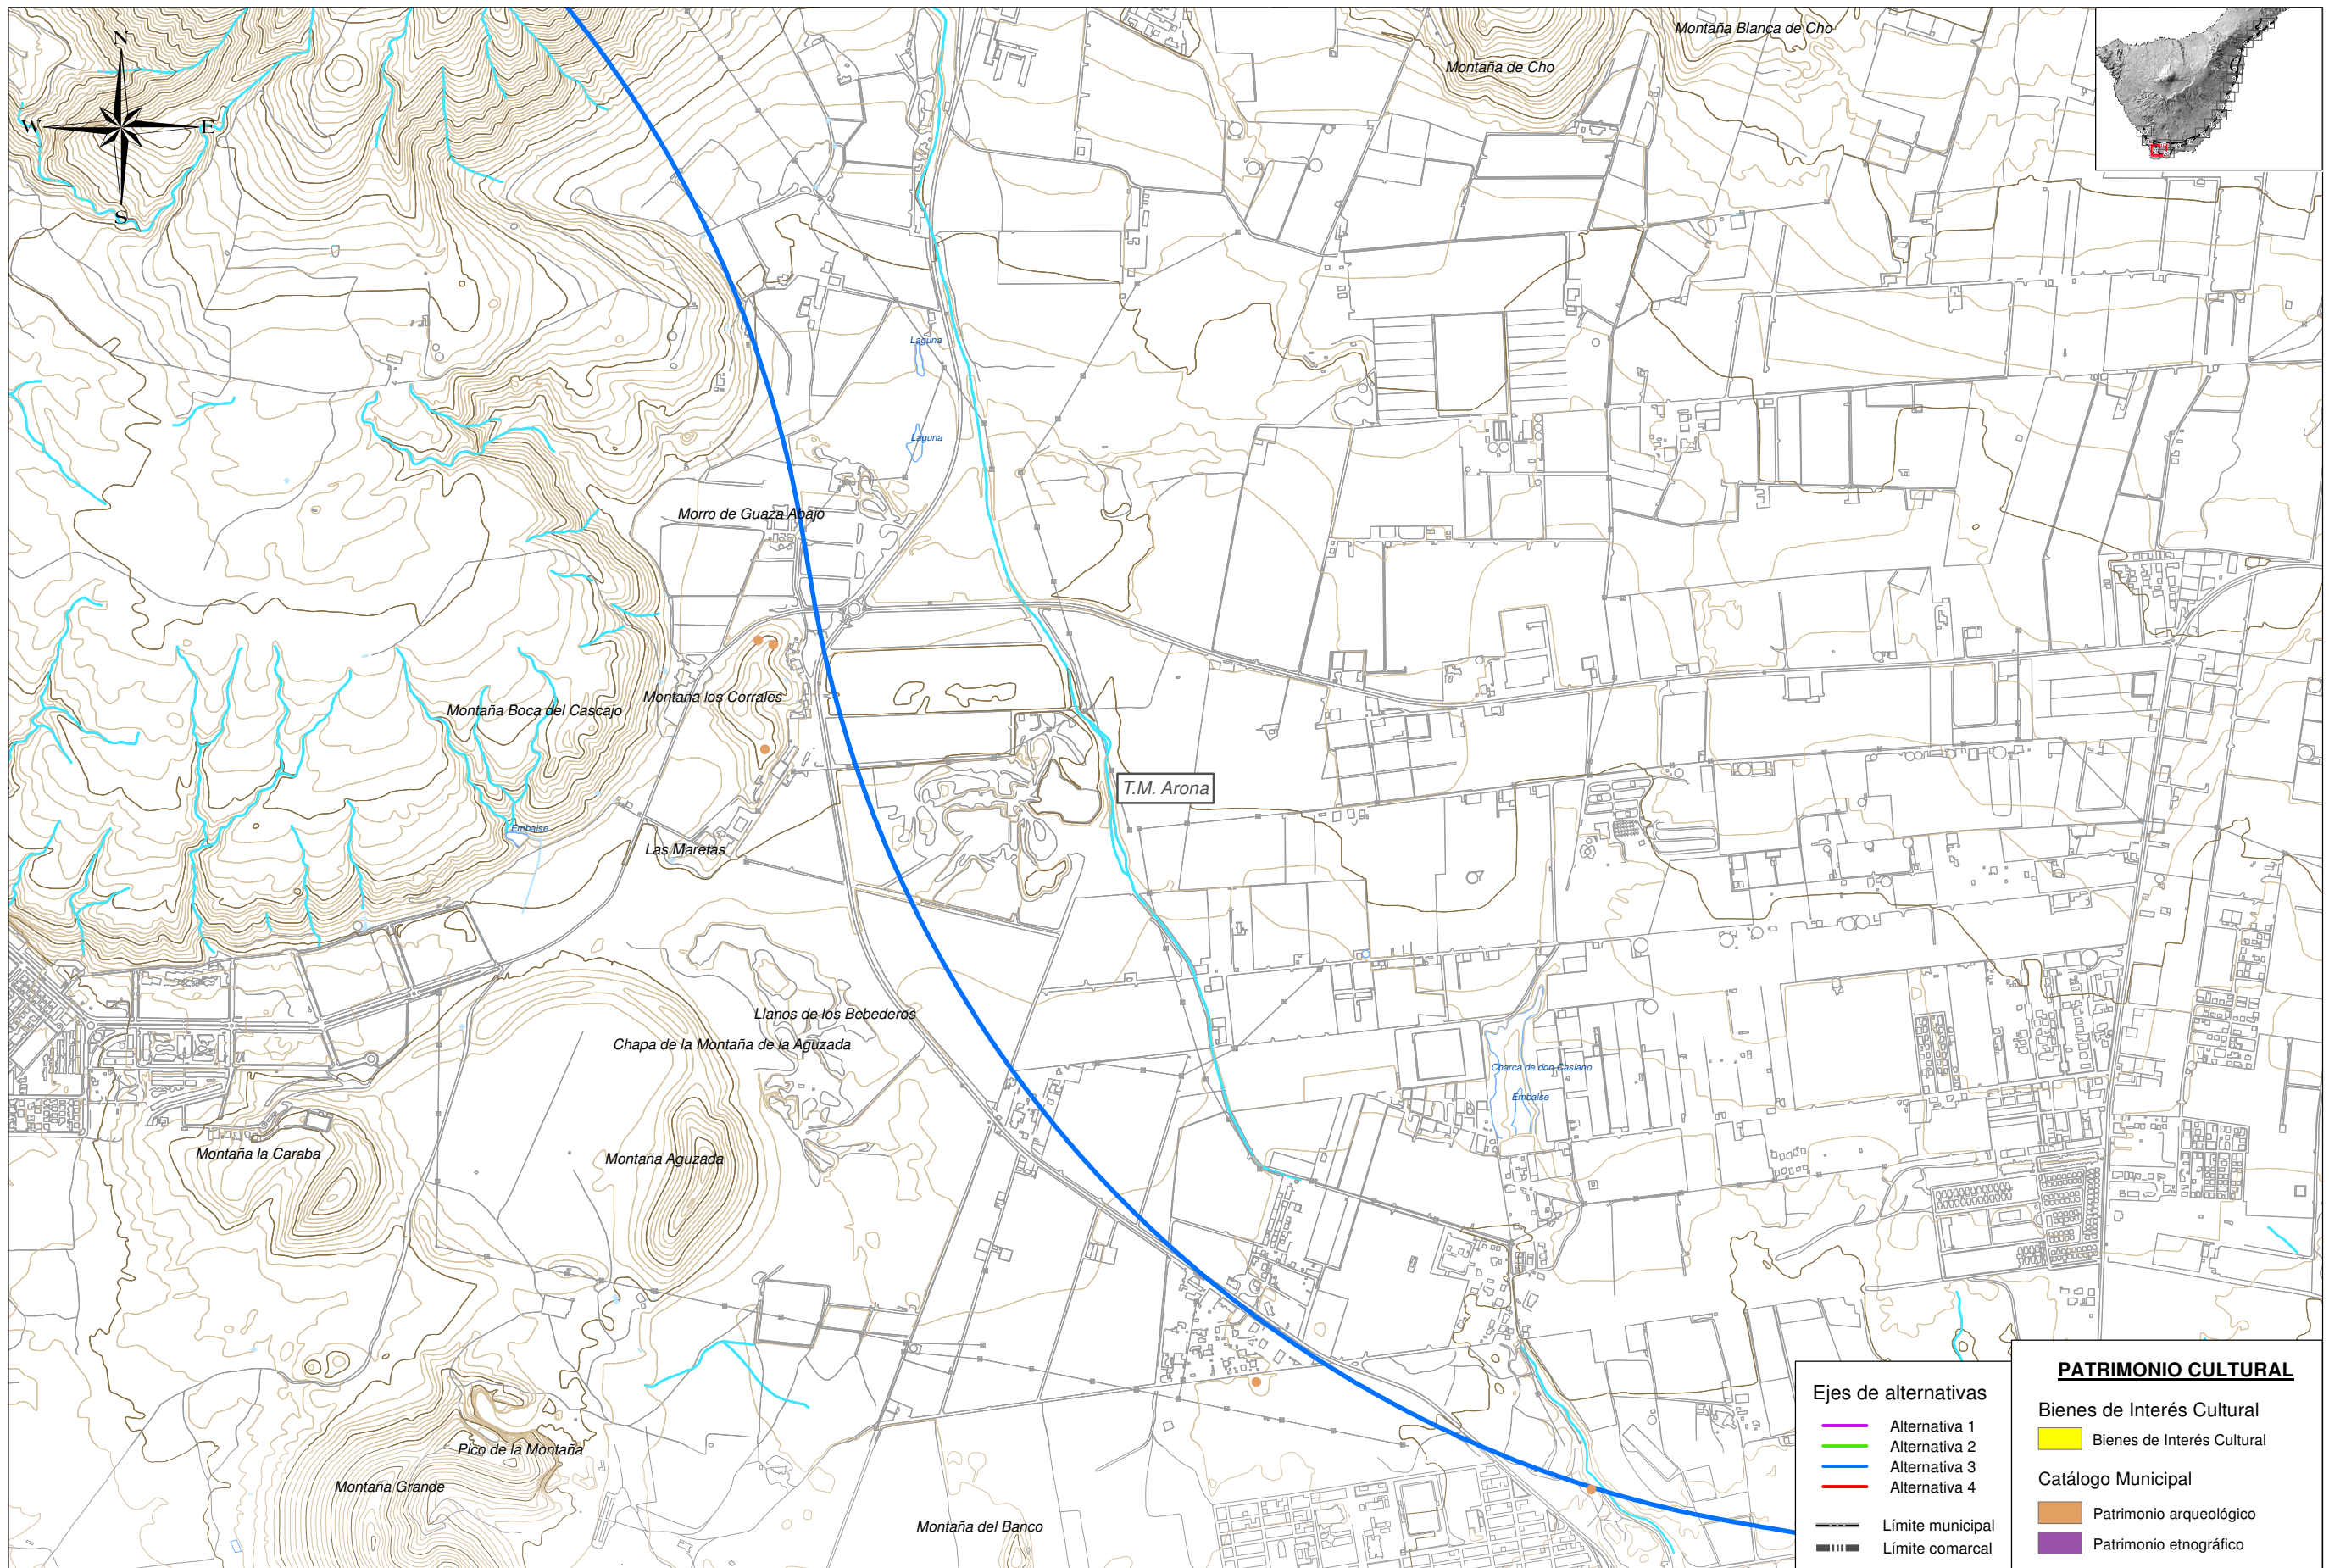 N
W
E
S
Montaña Blanca de Cho
Montaña de Cho
Laguna
Laguna
Morro de Guaza Abajo
Montaña los Corrales
Montaña Boca del Cascajo
T.M. Arona
Embalse
Las Maretas
Llanos de los Bebederos
Chapa de la Montaña de la Aguzada
Charca de don Casiano
Embalse
Montaña la Caraba
Montaña Aguzada
Pico de la Montaña
Montaña Grande
Montaña del Banco
Ejes de alternativas
Alternativa 1
Alternativa 2
Alternativa 3
Alternativa 4
Límite municipal
Límite comarcal
PATRIMONIO CULTURAL
Bienes de Interés Cultural
Bienes de Interés Cultural
Catálogo Municipal
Patrimonio arqueológico
Patrimonio etnográfico